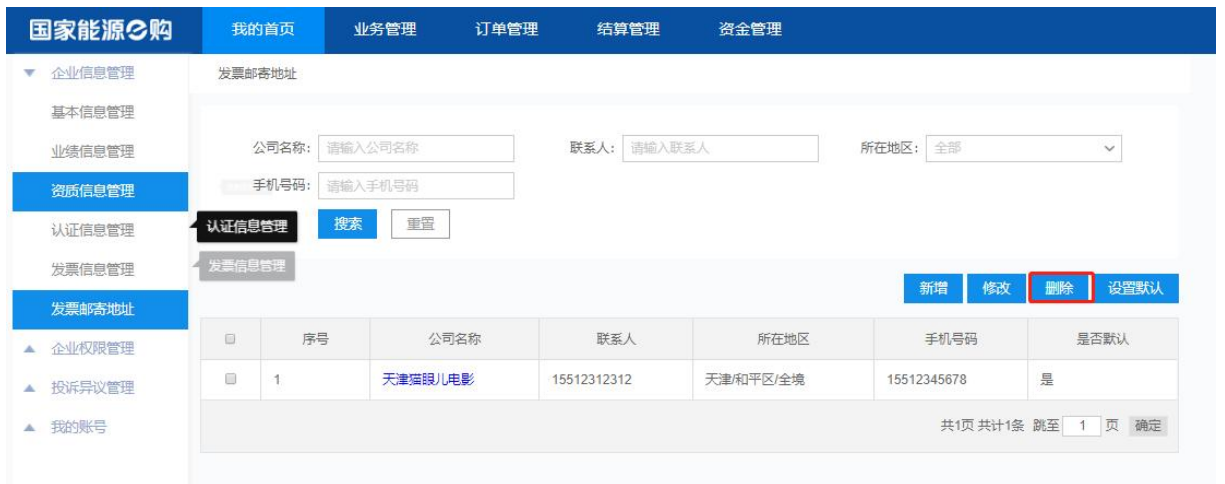 国家能源e购 我的首页 业务管理 订单管理 结算管理 资金管理
企业信息管理
基本信息管理
业绩信息管理
资质信息管理
认证信息管理
发票信息管理
发票邮寄地址
企业权限管理
投诉异议管理
我的账号
发票邮寄地址
公司名称: 请输入公司名称 联系人: 请输入联系人 所在地区: 全部
手机号码: 请输入手机号码
认证信息管理 搜索 重置
发票信息管理
新增 修改 删除 设置默认
序号 公司名称 联系人 所在地区 手机号码 是否默认
1 天津猫眼儿电影 15512312312 天津/和平区/全境 15512345678 是
共1页 共计1条 跳至 1 页 确定